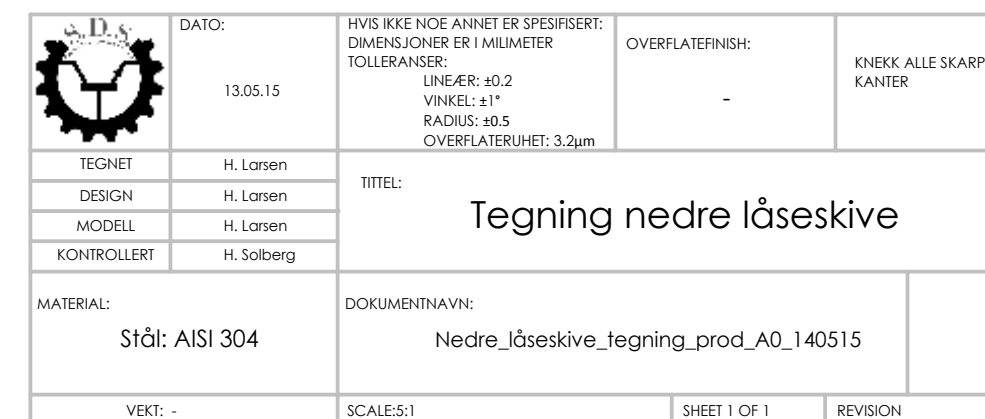 S.D.S.
DATO:
13.05.15
HVIS IKKE NOE ANNET ER SPESIFISERT:
DIMENSJONER ER I MILIMETER
TOLLERANSER:
LINEÆR: ±0.2
VINKEL: ±1°
RADIUS: ±0.5
OVERFLATERUHET: 3.2µm
OVERFLATEFINISH:
-
KNEKK ALLE SKARP
KANTER
TEGNET H. Larsen
DESIGN H. Larsen
MODELL H. Larsen
KONTROLLERT H. Solberg
TITTEL:
Tegning nedre låseskive
MATERIAL:
Stål: AISI 304
DOKUMENTNAVN:
Nedre_låseskive_tegning_prod_A0_140515
VEKT: -
SCALE:5:1
SHEET 1 OF 1
REVISION